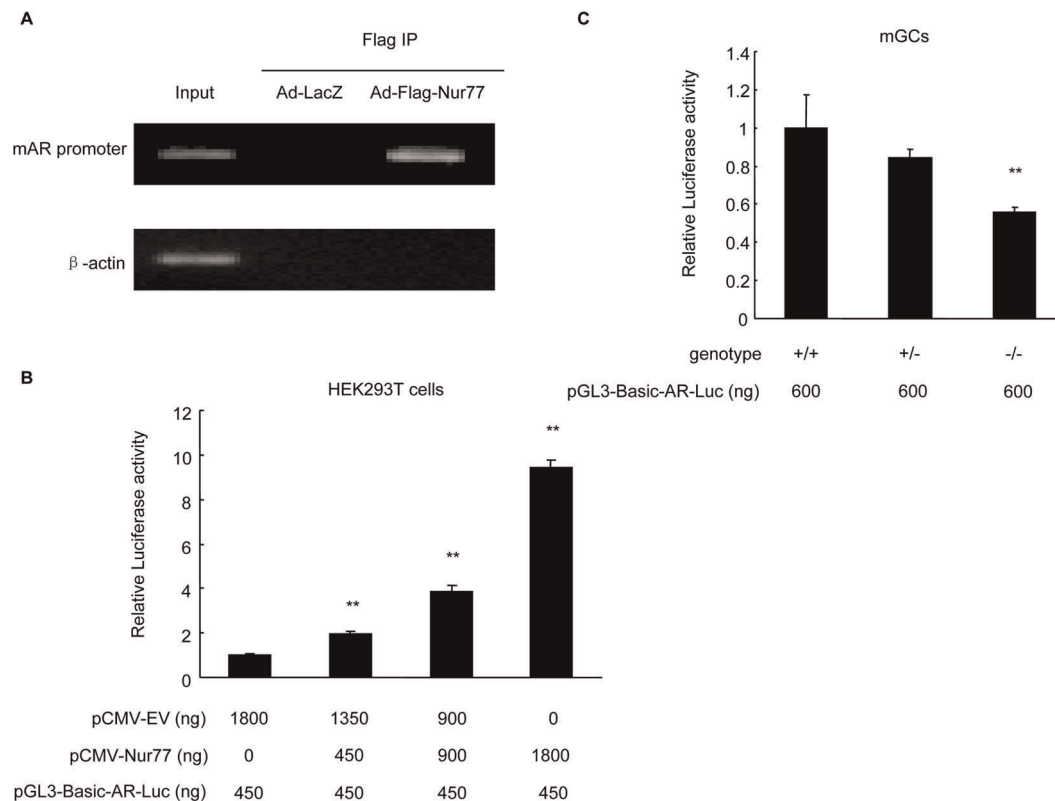 A
Flag IP
Input Ad-LacZ Ad-Flag-Nur77
mAR promoter
β-actin
B
HEK293T cells
Relative Luciferase activity
12
10
8
6
4
2
0
**
**
**
pCMV-EV (ng) 1800 1350 900 0
pCMV-Nur77 (ng) 0 450 900 1800
pGL3-Basic-AR-Luc (ng) 450 450 450 450
C
mGCs
Relative Luciferase activity
1.4
1.2
1
0.8
0.6
0.4
0.2
0
**
genotype +/+ +/- -/-
pGL3-Basic-AR-Luc (ng) 600 600 600